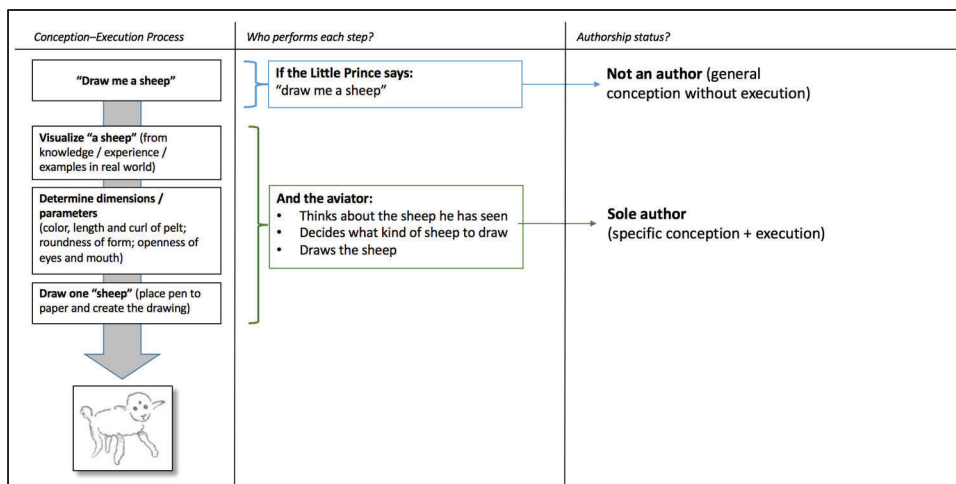 Conception–Execution Process
Who performs each step?
Authorship status?
“Draw me a sheep”
If the Little Prince says:
“draw me a sheep”
Not an author (general
conception without execution)
Visualize “a sheep” (from
knowledge / experience /
examples in real world)
Determine dimensions /
parameters
(color, length and curl of pelt;
roundness of form; openness of
eyes and mouth)
Draw one “sheep” (place pen to
paper and create the drawing)
And the aviator:
• Thinks about the sheep he has seen
• Decides what kind of sheep to draw
• Draws the sheep
Sole author
(specific conception + execution)